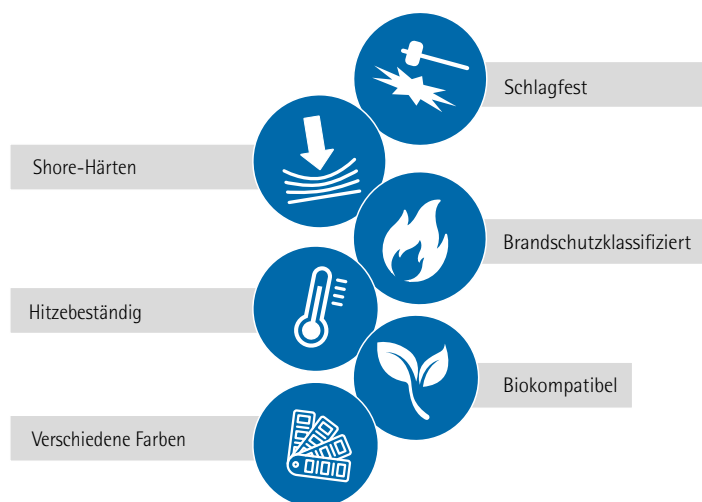 Schlagfest
Shore-Härten
Brandschutzklassifiziert
Hitzebeständig
Biokompatibel
Verschiedene Farben